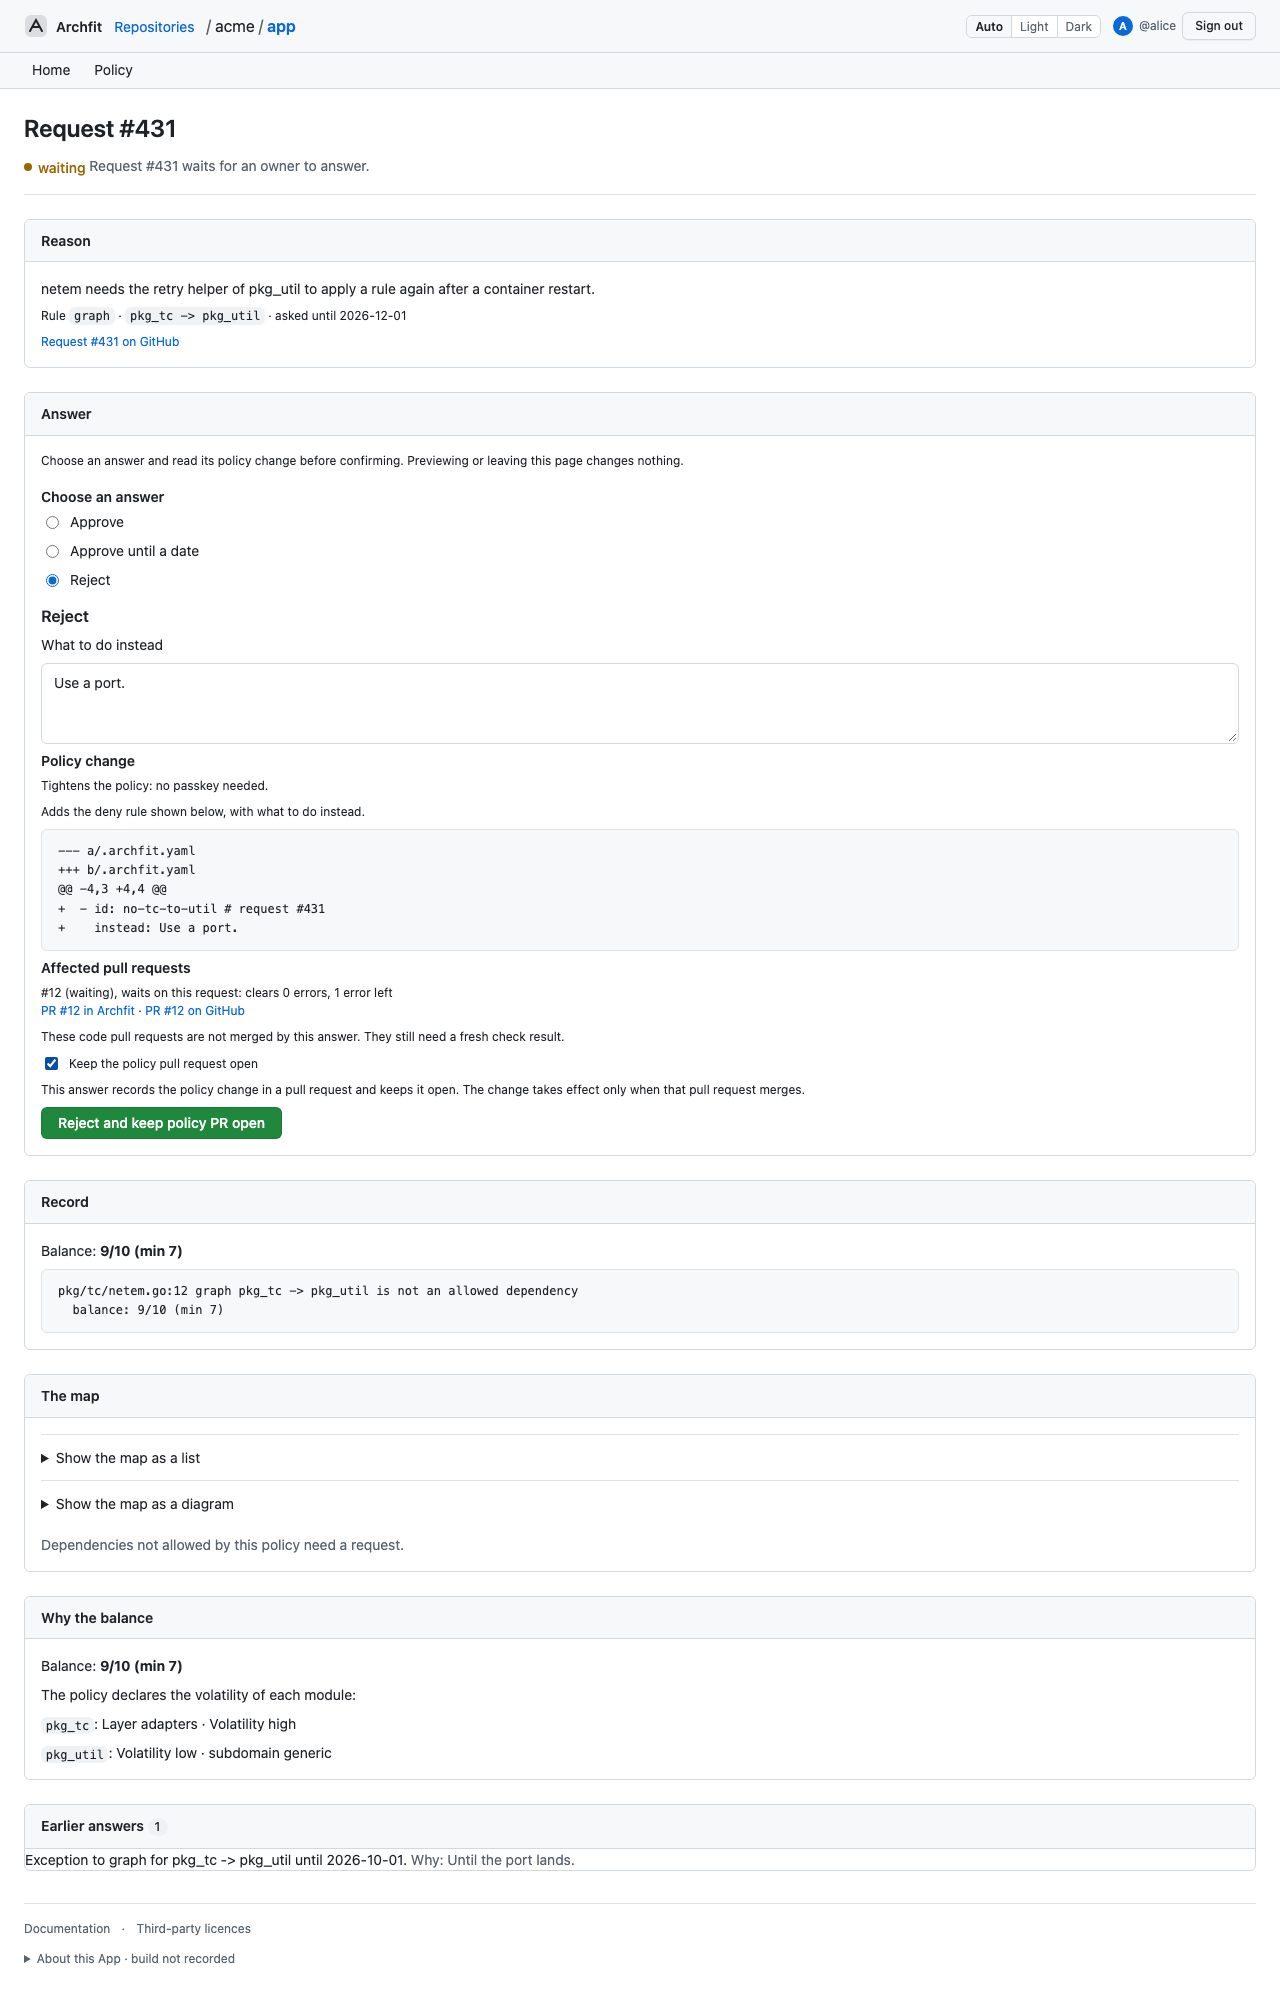 Archfit Repositories / acme / app Auto Light Dark A @alice Sign out
Home Policy
Request #431
waiting Request #431 waits for an owner to answer.
Reason
netem needs the retry helper of pkg_util to apply a rule again after a container restart.
Rule graph · pkg_tc -> pkg_util · asked until 2026-12-01
Request #431 on GitHub
Answer
Choose an answer and read its policy change before confirming. Previewing or leaving this page changes nothing.
Choose an answer
Approve
Approve until a date
Reject
Reject
What to do instead
Use a port.
Policy change
Tightens the policy: no passkey needed.
Adds the deny rule shown below, with what to do instead.
--- a/.archfit.yaml
+++ b/.archfit.yaml
@@ -4,3 +4,4 @@
+  - id: no-tc-to-util # request #431
+    instead: Use a port.
Affected pull requests
#12 (waiting), waits on this request: clears 0 errors, 1 error left
PR #12 in Archfit · PR #12 on GitHub
These code pull requests are not merged by this answer. They still need a fresh check result.
Keep the policy pull request open
This answer records the policy change in a pull request and keeps it open. The change takes effect only when that pull request merges.
Reject and keep policy PR open
Record
Balance: 9/10 (min 7)
pkg/tc/netem.go:12 graph pkg_tc -> pkg_util is not an allowed dependency
  balance: 9/10 (min 7)
The map
Show the map as a list
Show the map as a diagram
Dependencies not allowed by this policy need a request.
Why the balance
Balance: 9/10 (min 7)
The policy declares the volatility of each module:
pkg_tc: Layer adapters · Volatility high
pkg_util: Volatility low · subdomain generic
Earlier answers 1
Exception to graph for pkg_tc -> pkg_util until 2026-10-01. Why: Until the port lands.
Documentation · Third-party licences
About this App · build not recorded